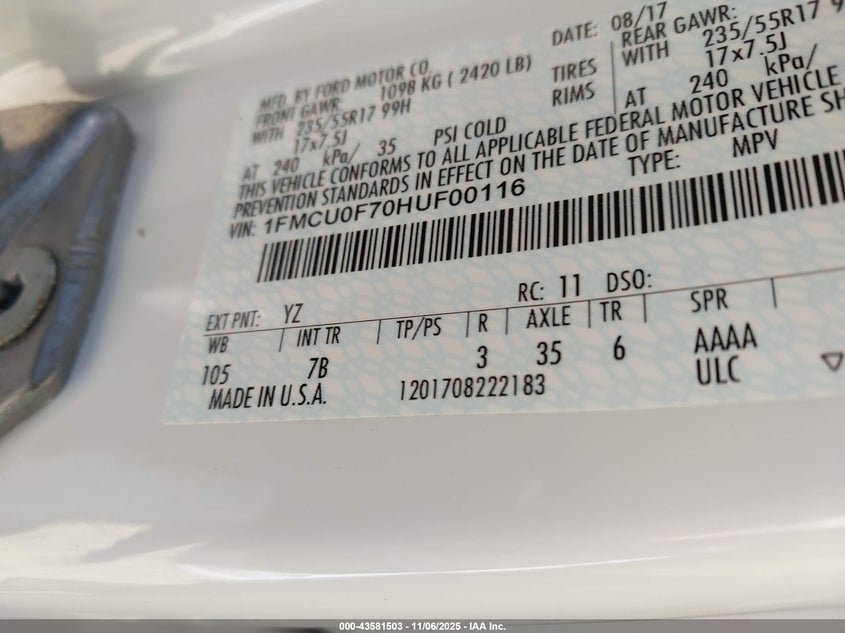 MFD. BY FORD MOTOR CO. DATE: 08/17
FRONT GAWR: 1098 KG ( 2420 LB) REAR GAWR:
WITH 235/55R17 99H TIRES WITH 235/55R17 9
17x7.5J RIMS 17x7.5J
AT 240 kPa/ 35 PSI COLD AT 240 kPa/
THIS VEHICLE CONFORMS TO ALL APPLICABLE FEDERAL MOTOR VEHICLE
PREVENTION STANDARDS IN EFFECT ON THE DATE OF MANUFACTURE SH
VIN: 1FMCU0F70HUF00116 TYPE: MPV
EXT PNT: YZ RC: 11 DSO:
WB INT TR TP/PS R AXLE TR SPR
105 7B 3 35 6 AAAA
MADE IN U.S.A. 1201708222183 ULC
000-43581503 - 11/06/2025 - IAA Inc.